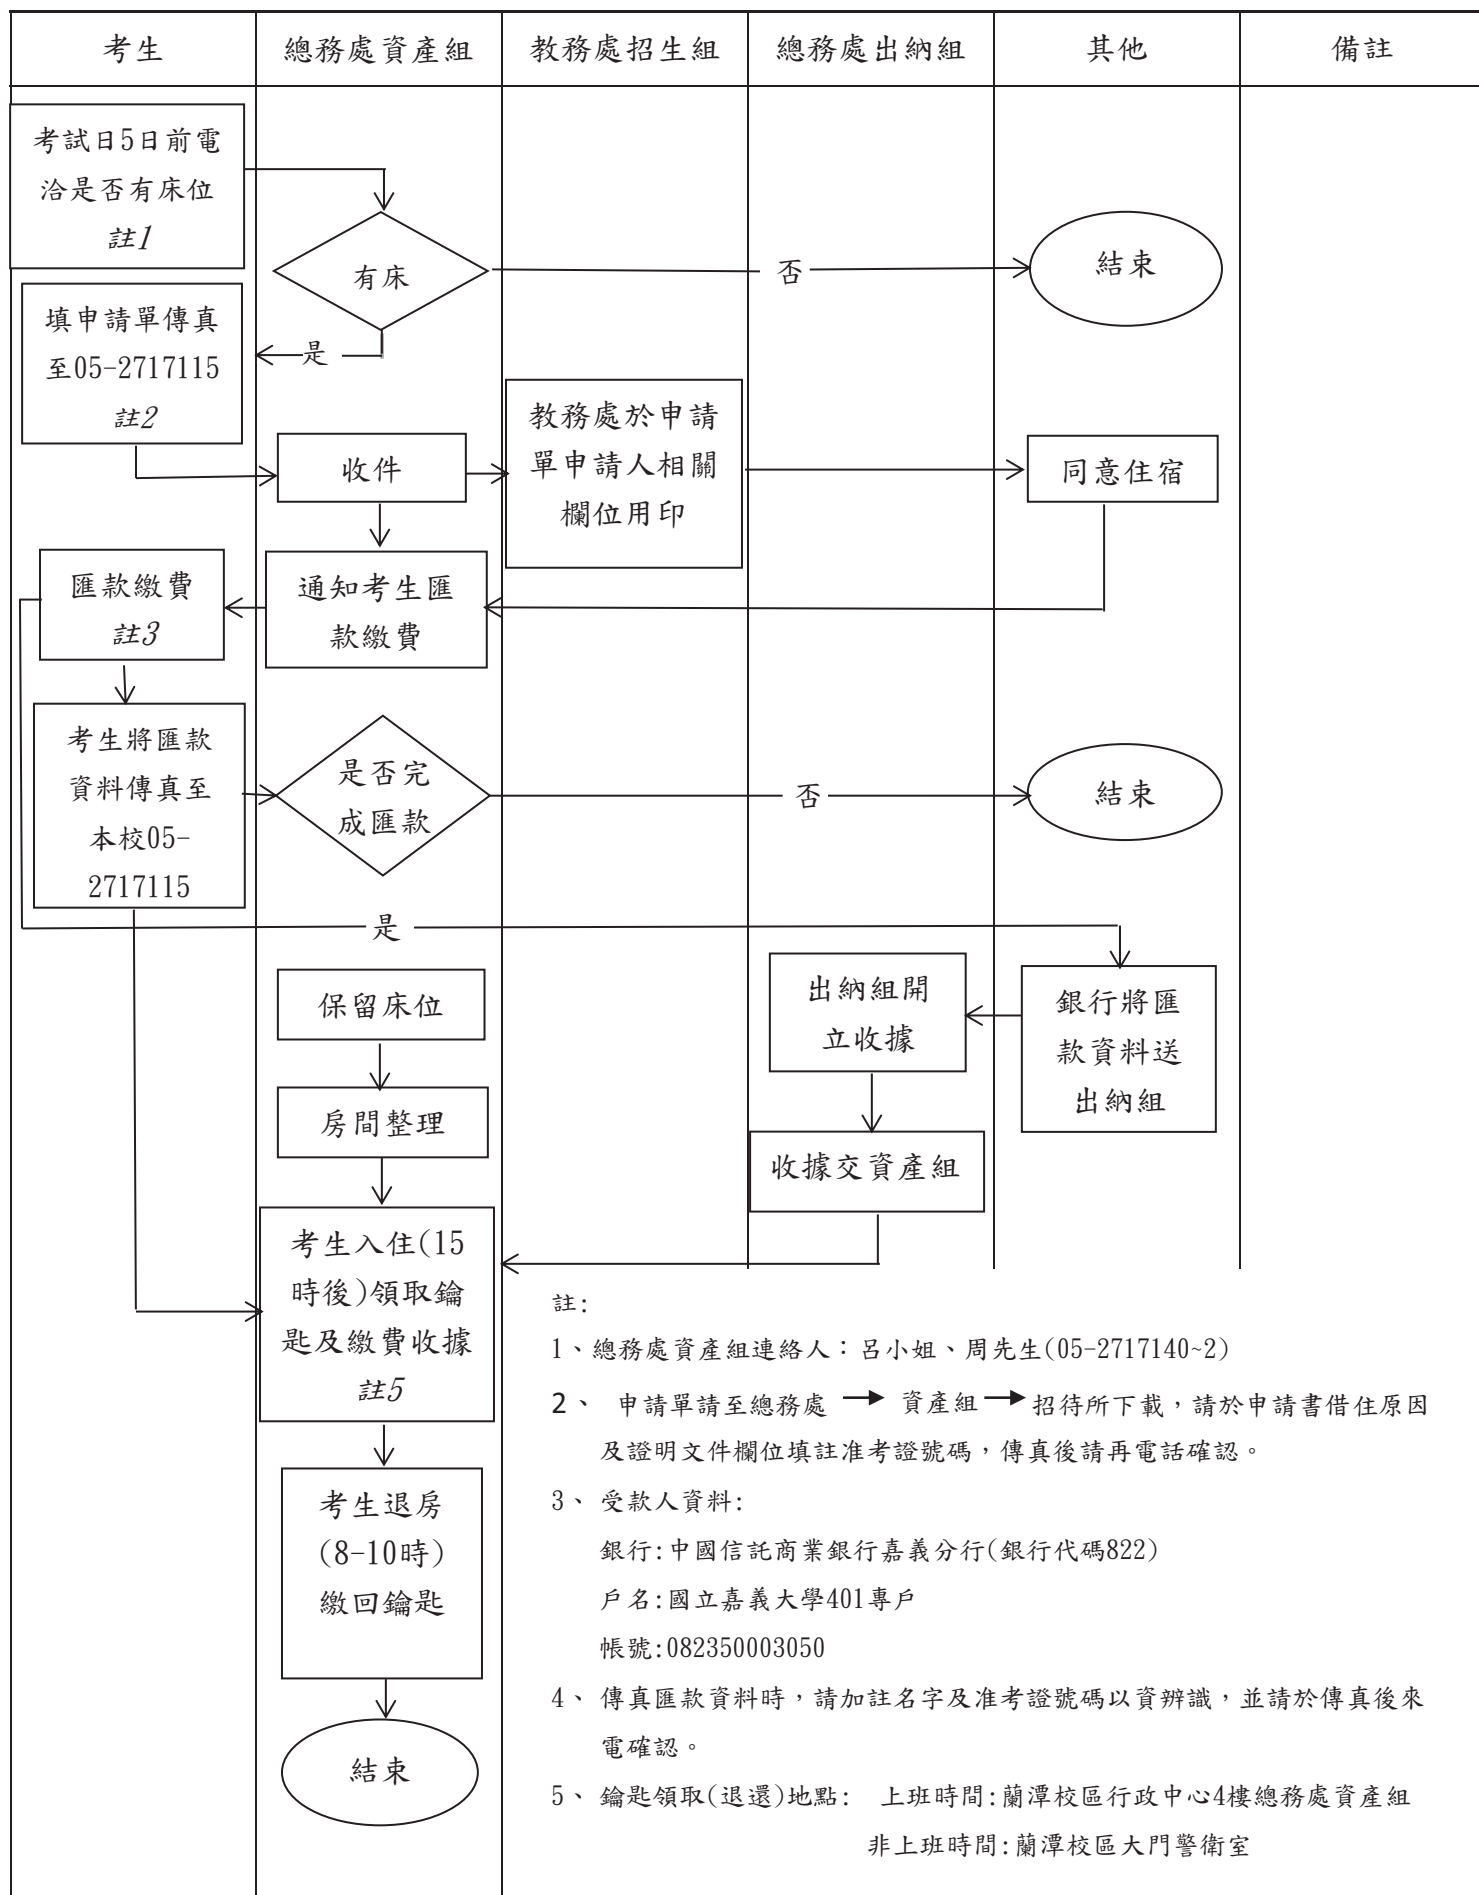 考生
總務處資產組
教務處招生組
總務處出納組
其他
備註
考試日5日前電
洽是否有床位
註1
有床
否
結束
填申請單傳真
至05-2717115
註2
是
收件
教務處於申請
單申請人相關
欄位用印
同意住宿
匯款繳費
註3
通知考生匯
款繳費
考生將匯款
資料傳真至
本校05-
2717115
是否完
成匯款
否
結束
是
保留床位
出納組開
立收據
銀行將匯
款資料送
出納組
房間整理
收據交資產組
考生入住(15
時後)領取鑰
匙及繳費收據
註5
考生退房
(8-10時)
繳回鑰匙
結束
註:
1、總務處資產組連絡人：呂小姐、周先生(05-2717140~2)
2、 申請單請至總務處 → 資產組 → 招待所下載，請於申請書借住原因
及證明文件欄位填註准考證號碼，傳真後請再電話確認。
3、 受款人資料:
銀行:中國信託商業銀行嘉義分行(銀行代碼822)
戶名:國立嘉義大學401專戶
帳號:082350003050
4、 傳真匯款資料時，請加註名字及准考證號碼以資辨識，並請於傳真後來
電確認。
5、 鑰匙領取(退還)地點: 上班時間:蘭潭校區行政中心4樓總務處資產組
非上班時間:蘭潭校區大門警衛室